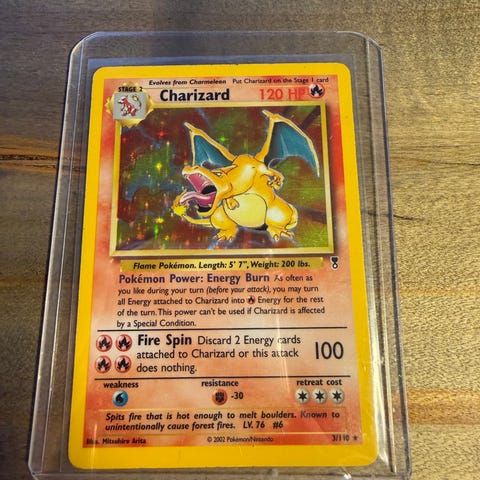 Evolves from Charmeleon Put Charizard on the Stage 1 card
STAGE 2
Charizard 120 HP
Flame Pokémon. Length: 5' 7", Weight: 200 lbs.
Pokémon Power: Energy Burn As often as
you like during your turn (before your attack), you may turn
all Energy attached to Charizard into Energy for the rest
of the turn. This power can't be used if Charizard is affected
by a Special Condition.
Fire Spin Discard 2 Energy cards
attached to Charizard or this attack
does nothing.
100
weakness resistance retreat cost
-30
Spits fire that is hot enough to melt boulders. Known to
unintentionally cause forest fires. LV. 76 #6
Illus. Mitsuhiro Arita © 2002 Pokémon/Nintendo 3/110 ★